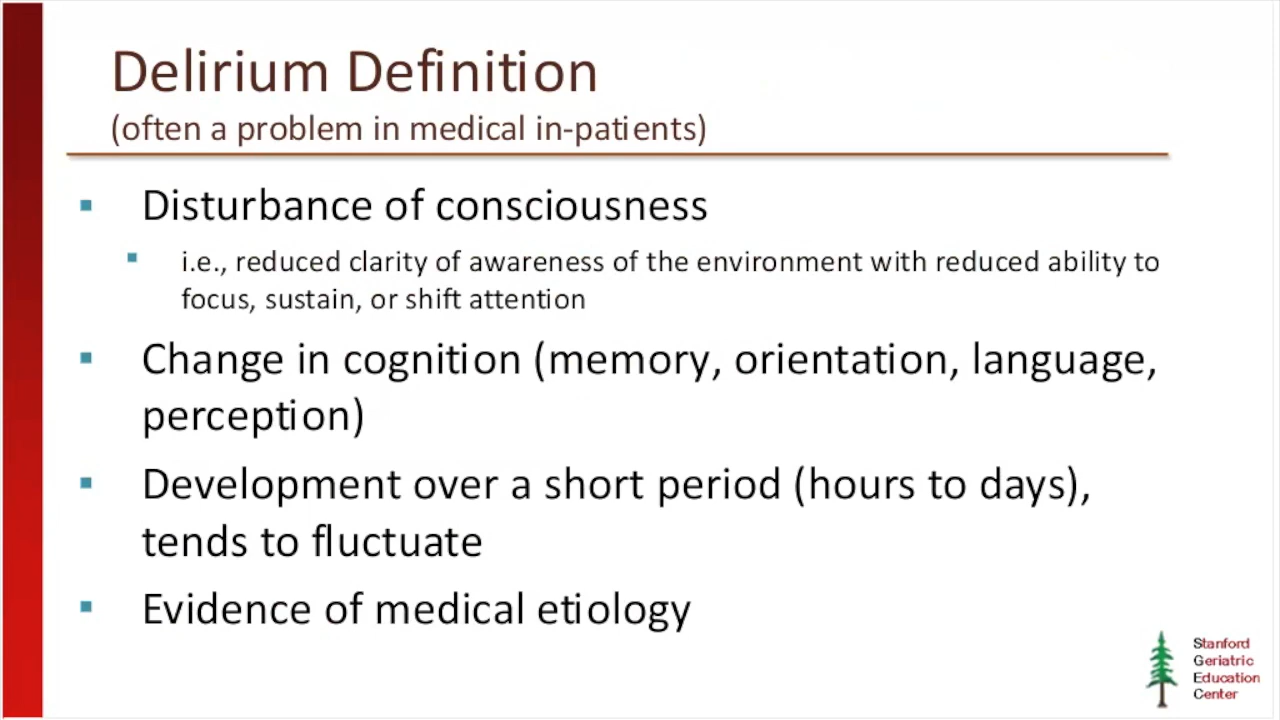 Delirium Definition
(often a problem in medical in-patients)
▪ Disturbance of consciousness
▪ i.e., reduced clarity of awareness of the environment with reduced ability to
focus, sustain, or shift attention
▪ Change in cognition (memory, orientation, language,
perception)
▪ Development over a short period (hours to days),
tends to fluctuate
▪ Evidence of medical etiology
Stanford
Geriatric
Education
Center